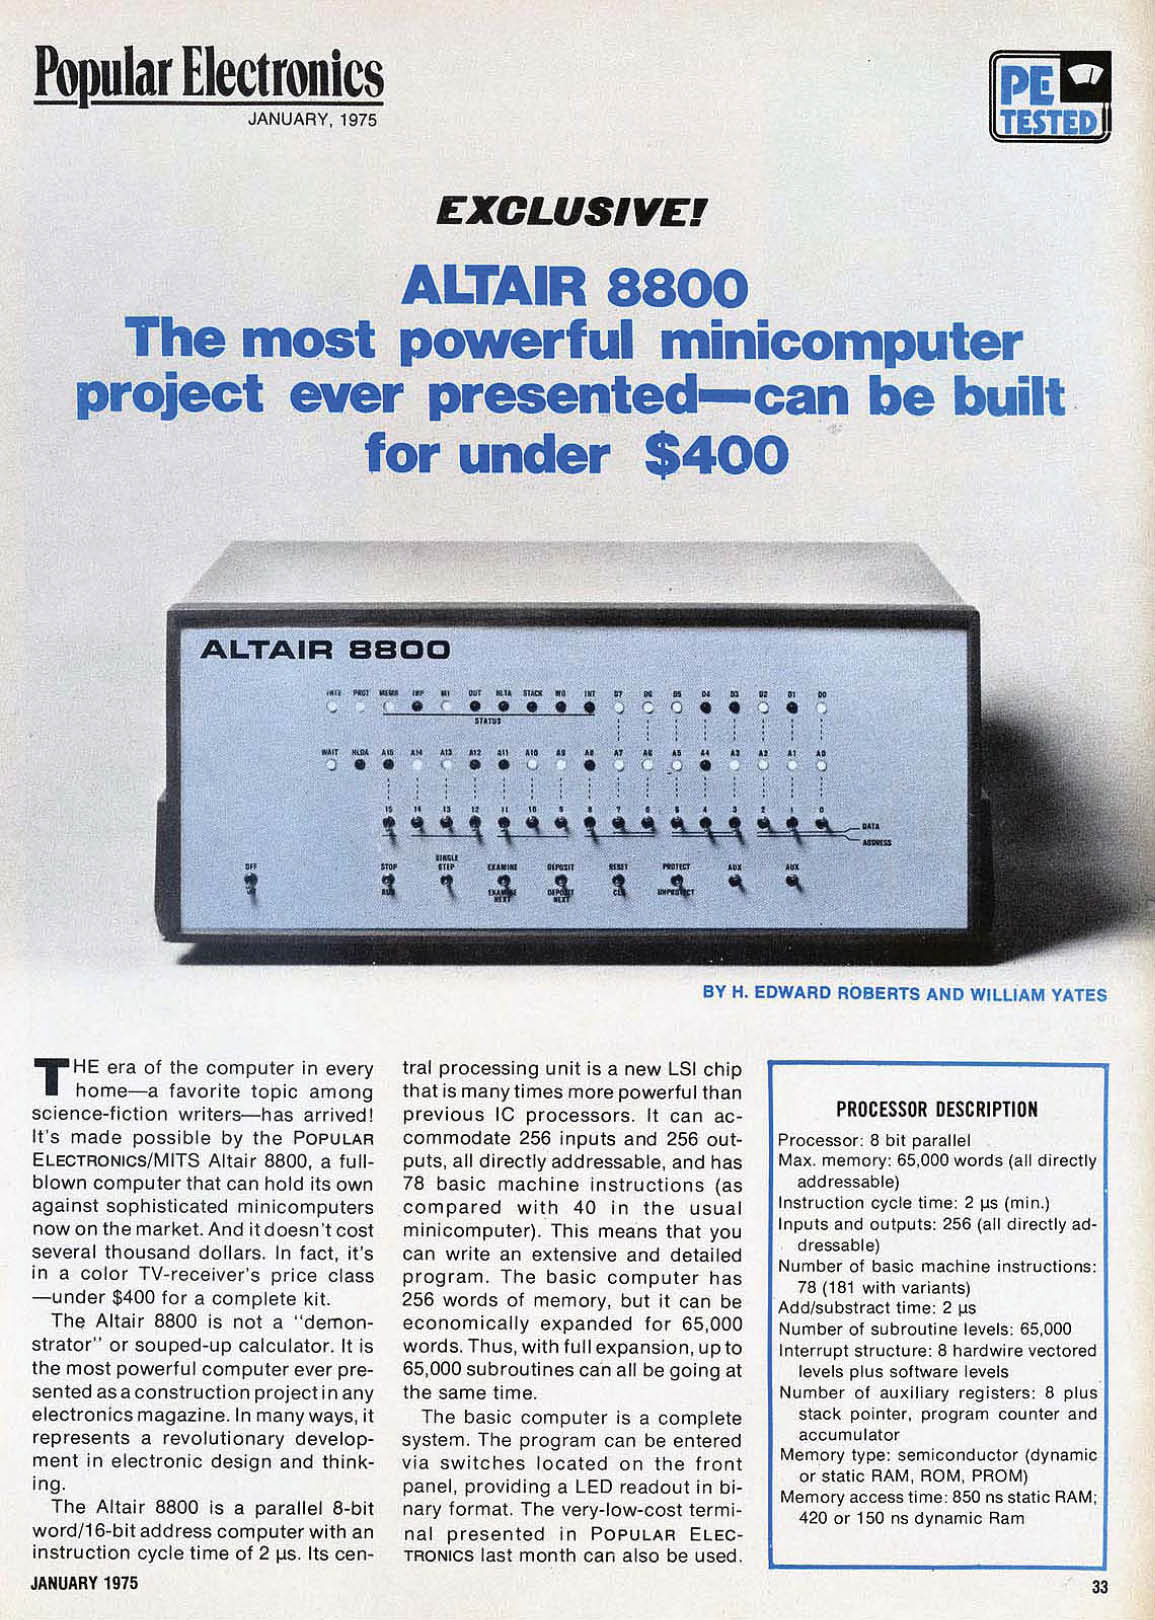 Popular Electronics
JANUARY, 1975
PE
TESTED
EXCLUSIVE!
ALTAIR 8800
The most powerful minicomputer
project ever presented—can be built
for under $400
ALTAIR 8800
INTE PROT MEMR INP MI OUT HLTA STACK WO INT D7 D6 D5 D4 D3 D2 D1 D0
STATUS
WAIT HLDA A15 A14 A13 A12 A11 A10 A9 A8 A7 A6 A5 A4 A3 A2 A1 A0
15 14 13 12 11 10 9 8 7 6 5 4 3 2 1 0
DATA
ADDRESS
OFF STOP SINGLE STEP EXAMINE DEPOSIT RESET PROTECT AUX AUX
RUN EXAMINE NEXT DEPOSIT NEXT CLR UNPROTECT
BY H. EDWARD ROBERTS AND WILLIAM YATES
THE era of the computer in every
home—a favorite topic among
science-fiction writers—has arrived!
It's made possible by the POPULAR
ELECTRONICS/MITS Altair 8800, a full-
blown computer that can hold its own
against sophisticated minicomputers
now on the market. And it doesn't cost
several thousand dollars. In fact, it's
in a color TV-receiver's price class
—under $400 for a complete kit.
The Altair 8800 is not a "demon-
strator" or souped-up calculator. It is
the most powerful computer ever pre-
sented as a construction project in any
electronics magazine. In many ways, it
represents a revolutionary develop-
ment in electronic design and think-
ing.
The Altair 8800 is a parallel 8-bit
word/16-bit address computer with an
instruction cycle time of 2 µs. Its cen-
tral processing unit is a new LSI chip
that is many times more powerful than
previous IC processors. It can ac-
commodate 256 inputs and 256 out-
puts, all directly addressable, and has
78 basic machine instructions (as
compared with 40 in the usual
minicomputer). This means that you
can write an extensive and detailed
program. The basic computer has
256 words of memory, but it can be
economically expanded for 65,000
words. Thus, with full expansion, up to
65,000 subroutines can all be going at
the same time.
The basic computer is a complete
system. The program can be entered
via switches located on the front
panel, providing a LED readout in bi-
nary format. The very-low-cost termi-
nal presented in POPULAR ELEC-
TRONICS last month can also be used.
PROCESSOR DESCRIPTION
Processor: 8 bit parallel
Max. memory: 65,000 words (all directly
addressable)
Instruction cycle time: 2 µs (min.)
Inputs and outputs: 256 (all directly ad-
dressable)
Number of basic machine instructions:
78 (181 with variants)
Add/substract time: 2 µs
Number of subroutine levels: 65,000
Interrupt structure: 8 hardwire vectored
levels plus software levels
Number of auxiliary registers: 8 plus
stack pointer, program counter and
accumulator
Memory type: semiconductor (dynamic
or static RAM, ROM, PROM)
Memory access time: 850 ns static RAM;
420 or 150 ns dynamic Ram
JANUARY 1975
33